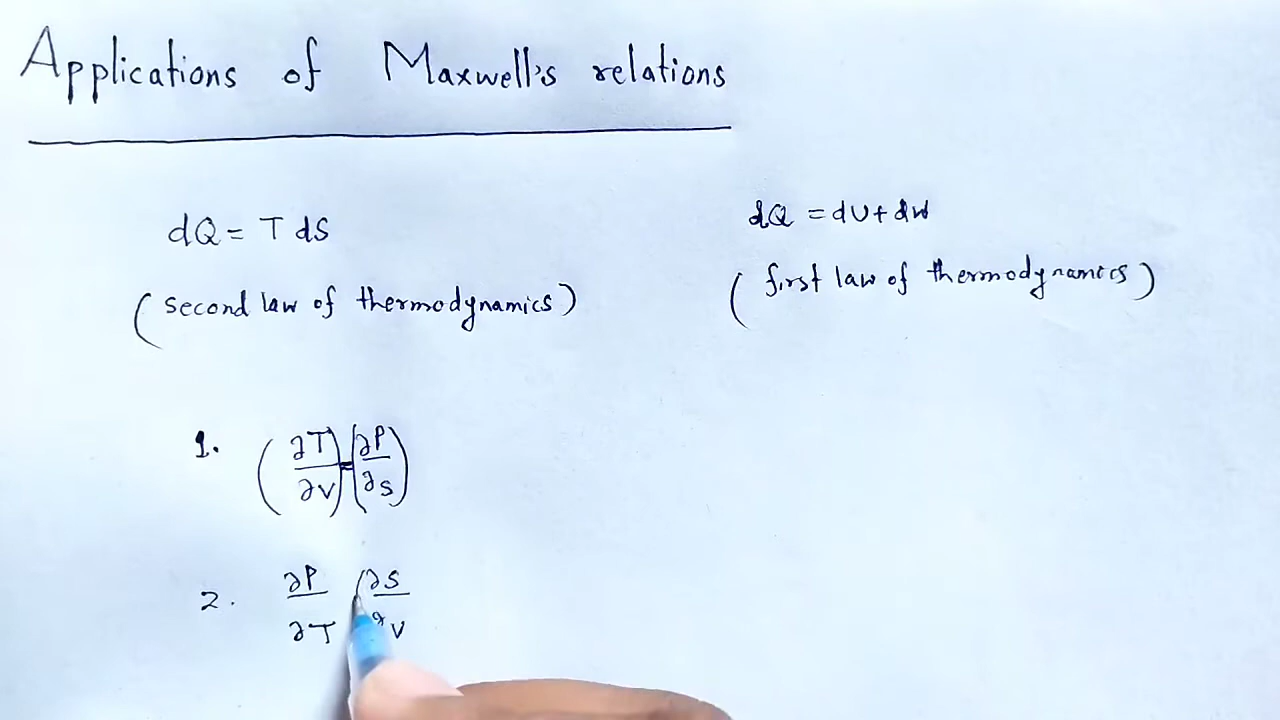 Applications of Maxwell's relations
dQ = T dS
(second law of thermodynamics)
dQ = dU + dW
(first law of thermodynamics)
1. (∂T/∂V) = (∂P/∂S)
2. ∂P/∂T (∂S/∂V